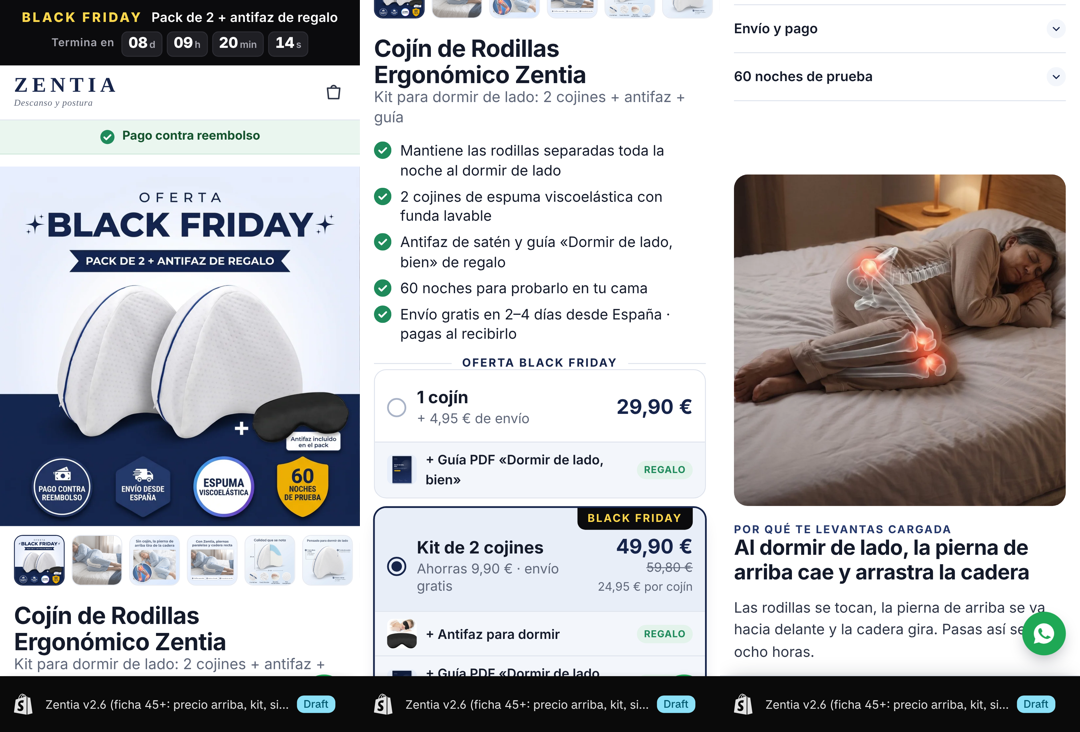 BLACK FRIDAY Pack de 2 + antifaz de regalo
Termina en 08 d 09 h 20 min 14 s
ZENTIA
Descanso y postura
Pago contra reembolso
OFERTA
BLACK FRIDAY
PACK DE 2 + ANTIFAZ DE REGALO
+
Antifaz incluido
en el pack
PAGO CONTRA
REEMBOLSO
ENVÍO DESDE
ESPAÑA
ESPUMA
VISCOELÁSTICA
60
NOCHES
DE PRUEBA
Cojín de Rodillas
Ergonómico Zentia
Kit para dormir de lado: 2 cojines + antifaz +
Zentia v2.6 (ficha 45+: precio arriba, kit, si...
Draft
Cojín de Rodillas
Ergonómico Zentia
Kit para dormir de lado: 2 cojines + antifaz +
guía
Mantiene las rodillas separadas toda la
noche al dormir de lado
2 cojines de espuma viscoelástica con
funda lavable
Antifaz de satén y guía «Dormir de lado,
bien» de regalo
60 noches para probarlo en tu cama
Envío gratis en 2–4 días desde España ·
pagas al recibirlo
OFERTA BLACK FRIDAY
1 cojín
+ 4,95 € de envío
29,90 €
+ Guía PDF «Dormir de lado,
bien»
REGALO
BLACK FRIDAY
Kit de 2 cojines
Ahorras 9,90 € · envío
gratis
49,90 €
59,80 €
24,95 € por cojín
+ Antifaz para dormir
REGALO
+ Guía PDF «Dormir de lado,
Zentia v2.6 (ficha 45+: precio arriba, kit, si...
Draft
Envío y pago
60 noches de prueba
POR QUÉ TE LEVANTAS CARGADA
Al dormir de lado, la pierna de
arriba cae y arrastra la cadera
Las rodillas se tocan, la pierna de arriba se va
hacia delante y la cadera gira. Pasas así se
ocho horas.
Zentia v2.6 (ficha 45+: precio arriba, kit, si...
Draft